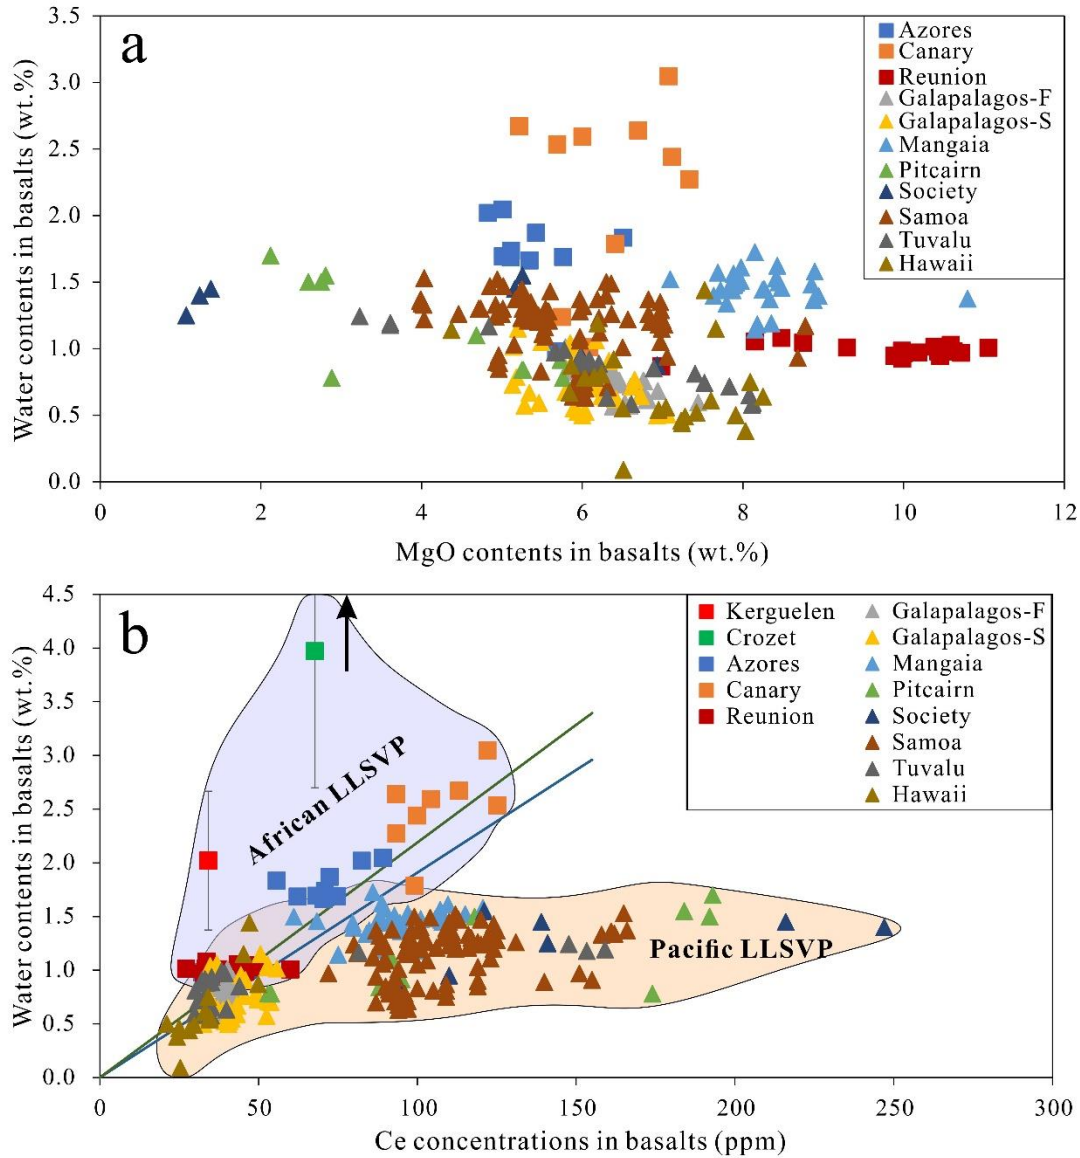 a
Water contents in basalts (wt.%)
3.5
3.0
2.5
2.0
1.5
1.0
0.5
0.0
0
2
4
6
8
10
12
MgO contents in basalts (wt.%)
Azores
Canary
Reunion
Galapalagos-F
Galapalagos-S
Mangaia
Pitcairn
Society
Samoa
Tuvalu
Hawaii
b
Water contents in basalts (wt.%)
4.5
4.0
3.5
3.0
2.5
2.0
1.5
1.0
0.5
0.0
0
50
100
150
200
250
300
Ce concentrations in basalts (ppm)
African LLSVP
Pacific LLSVP
Kerguelen
Crozet
Azores
Canary
Reunion
Galapalagos-F
Galapalagos-S
Mangaia
Pitcairn
Society
Samoa
Tuvalu
Hawaii